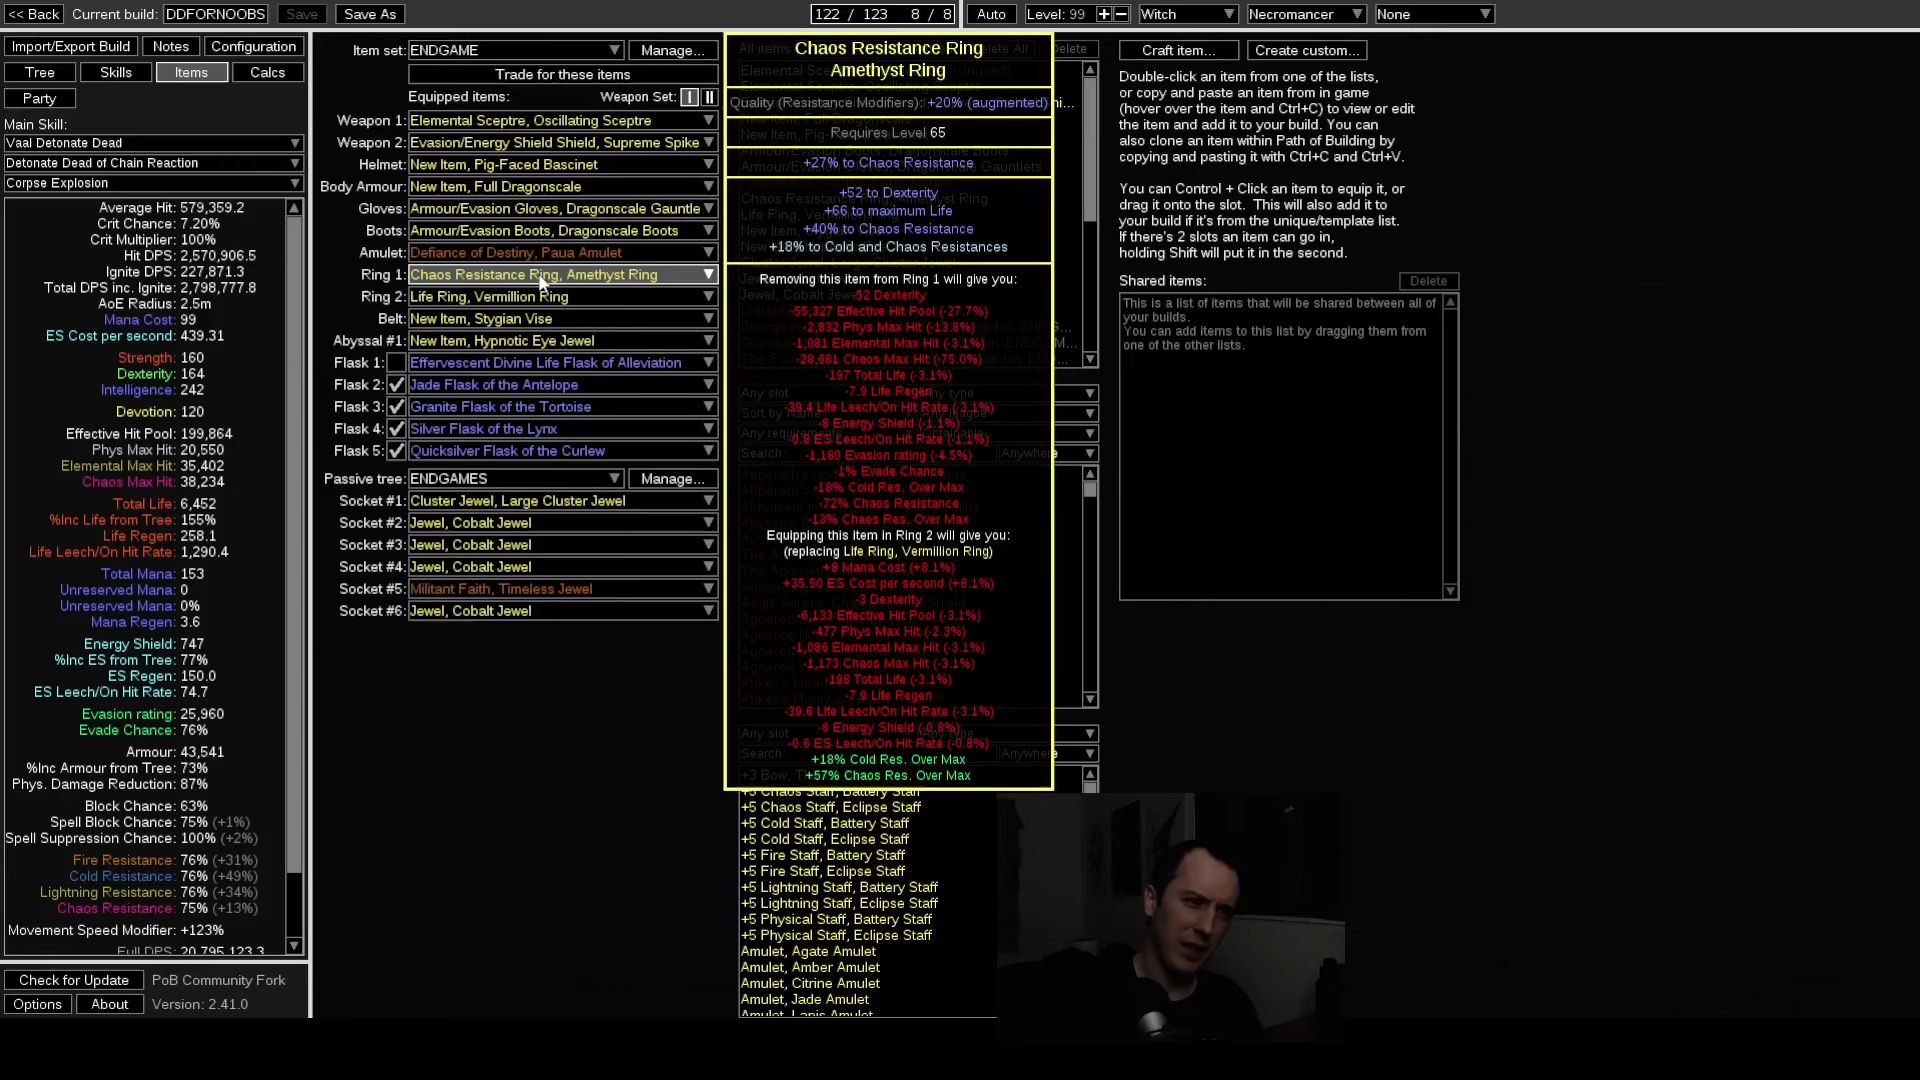 << Back
Current build: DDFORNOOBS
Save
Save As
122 / 123 8 / 8
Auto
Level: 99
Witch
Necromancer
None
Import/Export Build
Notes
Configuration
Tree
Skills
Items
Calcs
Party
Main Skill:
Vaal Detonate Dead
Detonate Dead of Chain Reaction
Corpse Explosion
Average Hit: 579,359.2
Crit Chance: 7.20%
Crit Multiplier: 100%
Hit DPS: 2,570,906.5
Ignite DPS: 227,871.3
Total DPS inc. Ignite: 2,798,777.8
AoE Radius: 2.5m
Mana Cost: 99
ES Cost per second: 439.31
Strength: 160
Dexterity: 164
Intelligence: 242
Devotion: 120
Effective Hit Pool: 199,864
Phys Max Hit: 20,550
Elemental Max Hit: 35,402
Chaos Max Hit: 38,234
Total Life: 6,452
%Inc Life from Tree: 155%
Life Regen: 258.1
Life Leech/On Hit Rate: 1,290.4
Total Mana: 153
Unreserved Mana: 0
Unreserved Mana: 0%
Mana Regen: 3.6
Energy Shield: 747
%Inc ES from Tree: 77%
ES Regen: 150.0
ES Leech/On Hit Rate: 74.7
Evasion rating: 25,960
Evade Chance: 76%
Armour: 43,541
%Inc Armour from Tree: 73%
Phys. Damage Reduction: 87%
Block Chance: 63%
Spell Block Chance: 75% (+1%)
Spell Suppression Chance: 100% (+2%)
Fire Resistance: 76% (+31%)
Cold Resistance: 76% (+49%)
Lightning Resistance: 76% (+34%)
Chaos Resistance: 75% (+13%)
Movement Speed Modifier: +123%
Full DPS: 20,795,123.3
Check for Update
PoB Community Fork
Options
About
Version: 2.41.0
Item set: ENDGAME
Manage...
Trade for these items
Equipped items:
Weapon Set: I II
Weapon 1: Elemental Sceptre, Oscillating Sceptre
Weapon 2: Evasion/Energy Shield Shield, Supreme Spike
Helmet: New Item, Pig-Faced Bascinet
Body Armour: New Item, Full Dragonscale
Gloves: Armour/Evasion Gloves, Dragonscale Gauntle
Boots: Armour/Evasion Boots, Dragonscale Boots
Amulet: Defiance of Destiny, Paua Amulet
Ring 1: Chaos Resistance Ring, Amethyst Ring
Ring 2: Life Ring, Vermillion Ring
Belt: New Item, Stygian Vise
Abyssal #1: New Item, Hypnotic Eye Jewel
Flask 1: Effervescent Divine Life Flask of Alleviation
Flask 2: Jade Flask of the Antelope
Flask 3: Granite Flask of the Tortoise
Flask 4: Silver Flask of the Lynx
Flask 5: Quicksilver Flask of the Curlew
Passive tree: ENDGAMES
Manage...
Socket #1: Cluster Jewel, Large Cluster Jewel
Socket #2: Jewel, Cobalt Jewel
Socket #3: Jewel, Cobalt Jewel
Socket #4: Jewel, Cobalt Jewel
Socket #5: Militant Faith, Timeless Jewel
Socket #6: Jewel, Cobalt Jewel
Chaos Resistance Ring
Amethyst Ring
Quality (Resistance Modifiers): +20% (augmented)
Requires Level 65
+27% to Chaos Resistance
+52 to Dexterity
+66 to maximum Life
+40% to Chaos Resistance
+18% to Cold and Chaos Resistances
Removing this item from Ring 1 will give you:
-52 Dexterity
-55,327 Effective Hit Pool (-27.7%)
-2,832 Phys Max Hit (-13.8%)
-1,081 Elemental Max Hit (-3.1%)
-28,681 Chaos Max Hit (-75.0%)
-197 Total Life (-3.1%)
-7.9 Life Regen
-39.4 Life Leech/On Hit Rate (-3.1%)
-8 Energy Shield (-1.1%)
-0.8 ES Leech/On Hit Rate (-1.1%)
-1,180 Evasion rating (-4.5%)
-1% Evade Chance
-18% Cold Res. Over Max
-72% Chaos Resistance
-13% Chaos Res. Over Max
Equipping this item in Ring 2 will give you:
(replacing Life Ring, Vermillion Ring)
+8 Mana Cost (+8.1%)
+35.50 ES Cost per second (+8.1%)
-3 Dexterity
-6,133 Effective Hit Pool (-3.1%)
-477 Phys Max Hit (-2.3%)
-1,086 Elemental Max Hit (-3.1%)
-1,173 Chaos Max Hit (-3.1%)
-198 Total Life (-3.1%)
-7.9 Life Regen
-39.6 Life Leech/On Hit Rate (-3.1%)
-6 Energy Shield (-0.8%)
-0.6 ES Leech/On Hit Rate (-0.8%)
+18% Cold Res. Over Max
+57% Chaos Res. Over Max
Delete
Anywhere
Anywhere
+5 Chaos Staff, Battery Staff
+5 Chaos Staff, Eclipse Staff
+5 Cold Staff, Battery Staff
+5 Cold Staff, Eclipse Staff
+5 Fire Staff, Battery Staff
+5 Fire Staff, Eclipse Staff
+5 Lightning Staff, Battery Staff
+5 Lightning Staff, Eclipse Staff
+5 Physical Staff, Battery Staff
+5 Physical Staff, Eclipse Staff
Amulet, Agate Amulet
Amulet, Amber Amulet
Amulet, Citrine Amulet
Amulet, Jade Amulet
Amulet, Lapis Amulet
Craft item...
Create custom...
Double-click an item from one of the lists,
or copy and paste an item from in game
(hover over the item and Ctrl+C) to view or edit
the item and add it to your build. You can
also clone an item within Path of Building by
copying and pasting it with Ctrl+C and Ctrl+V.
You can Control + Click an item to equip it, or
drag it onto the slot. This will also add it to
your build if it's from the unique/template list.
If there's 2 slots an item can go in,
holding Shift will put it in the second.
Shared items:
Delete
This is a list of items that will be shared between all of
your builds.
You can add items to this list by dragging them from
one of the other lists.